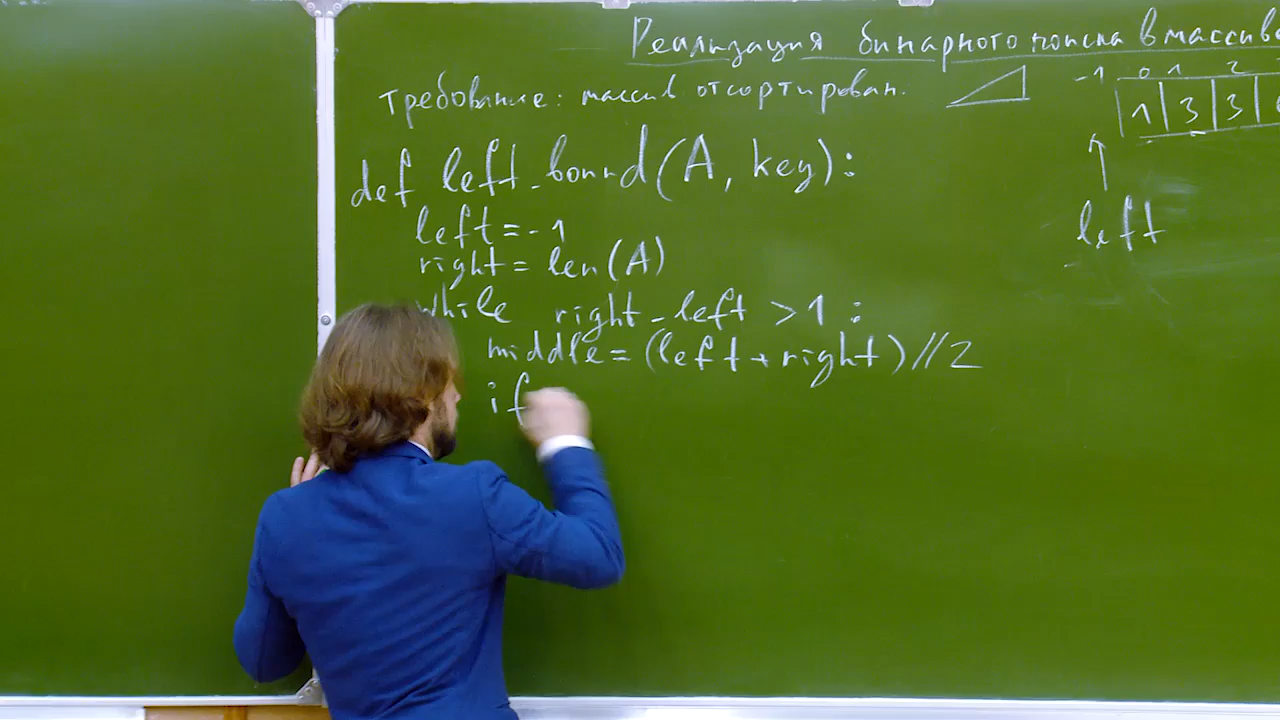 Реализация бинарного поиска в массиве
Требование: массив отсортирован.
-1 0 1 2
1 3 3
left
def left_bound(A, key):
left = -1
right = len(A)
while right - left > 1 :
middle = (left + right) // 2
if